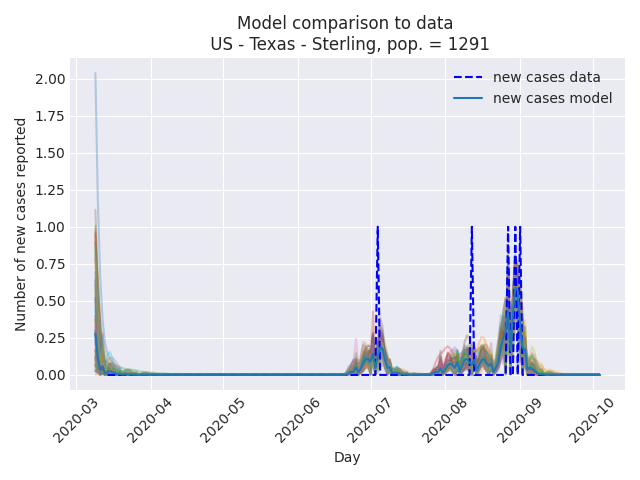 Model comparison to data
US - Texas - Sterling, pop. = 1291
new cases data
new cases model
Number of new cases reported
2.00
1.75
1.50
1.25
1.00
0.75
0.50
0.25
0.00
2020-03
2020-04
2020-05
2020-06
2020-07
2020-08
2020-09
2020-10
Day